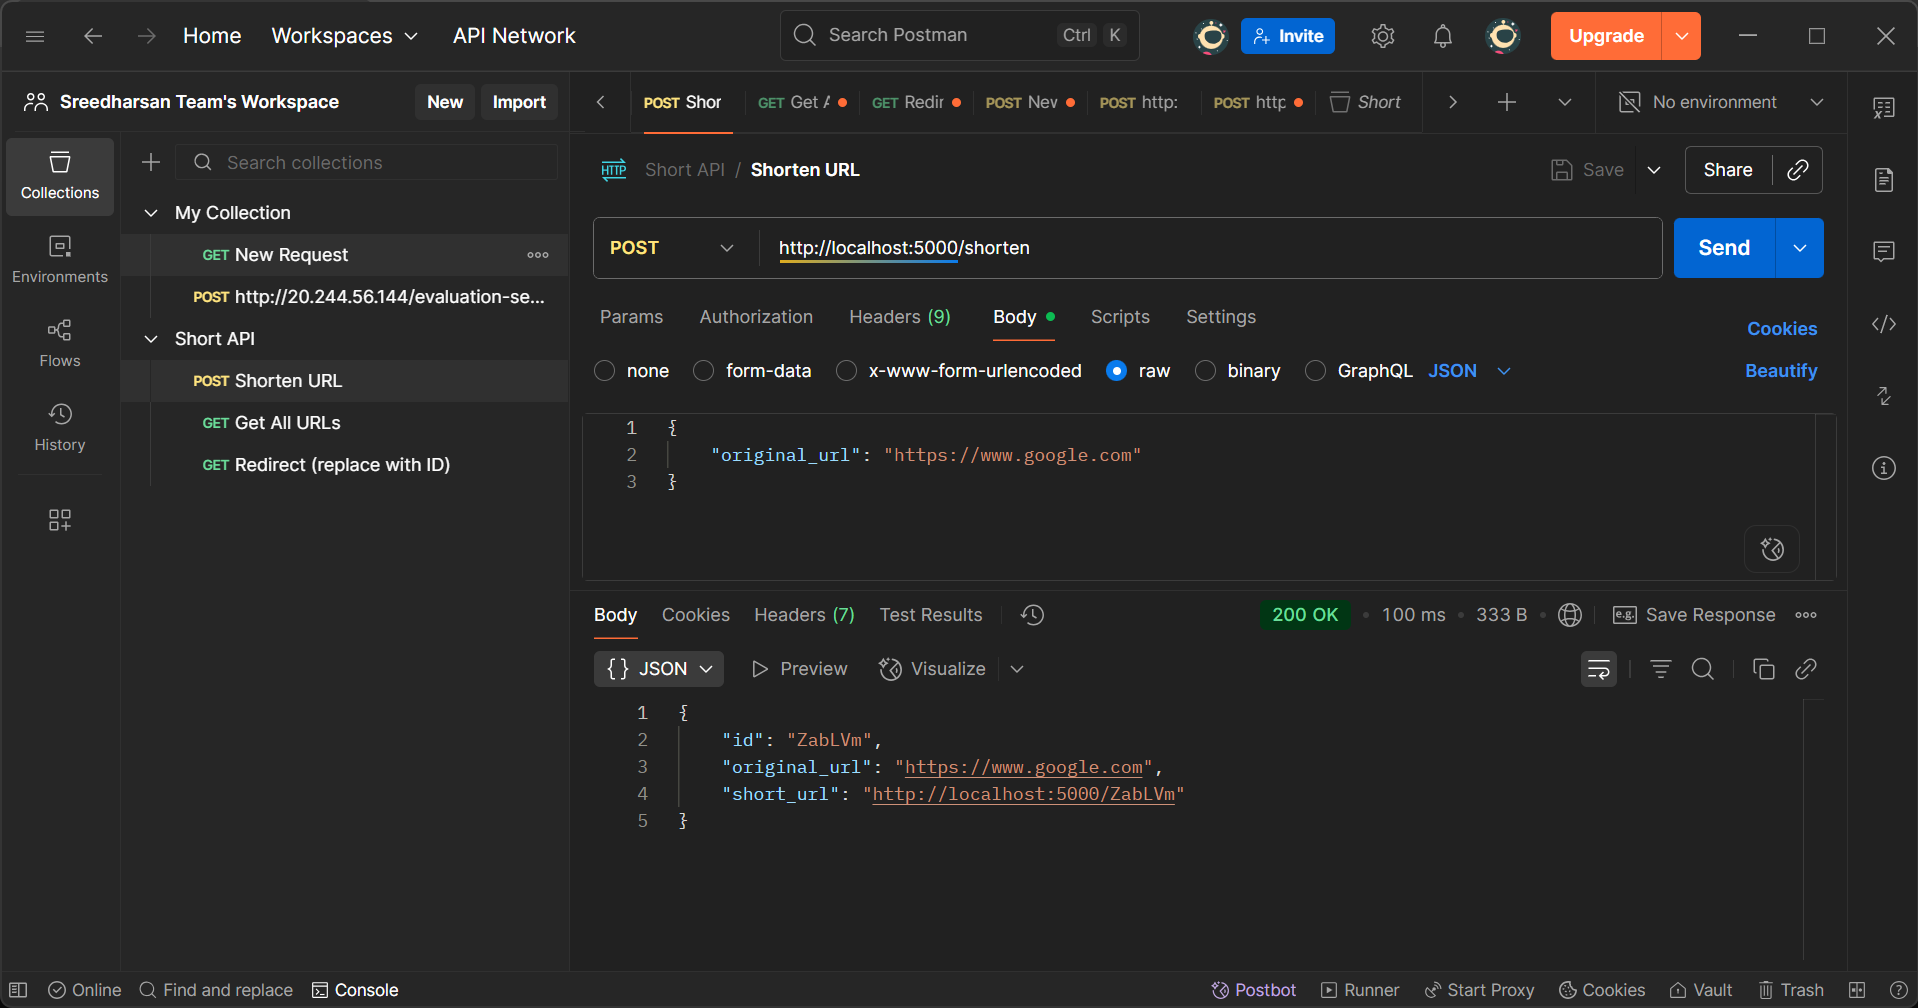 Home Workspaces API Network Search Postman Ctrl K Invite Upgrade
Sreedharsan Team's Workspace New Import
POST Shor GET Get A GET Redir POST New POST http: POST http Short No environment
Collections
Environments
Flows
History
Search collections
My Collection
GET New Request
POST http://20.244.56.144/evaluation-se...
Short API
POST Shorten URL
GET Get All URLs
GET Redirect (replace with ID)
HTTP Short API / Shorten URL Save Share
POST http://localhost:5000/shorten Send
Params Authorization Headers (9) Body Scripts Settings Cookies
none form-data x-www-form-urlencoded raw binary GraphQL JSON Beautify
1 {
2 "original_url": "https://www.google.com"
3 }
Body Cookies Headers (7) Test Results 200 OK • 100 ms • 333 B • e.g. Save Response
{} JSON Preview Visualize
1 {
2 "id": "ZabLVm",
3 "original_url": "https://www.google.com",
4 "short_url": "http://localhost:5000/ZabLVm"
5 }
Online Find and replace Console Postbot Runner Start Proxy Cookies Vault Trash